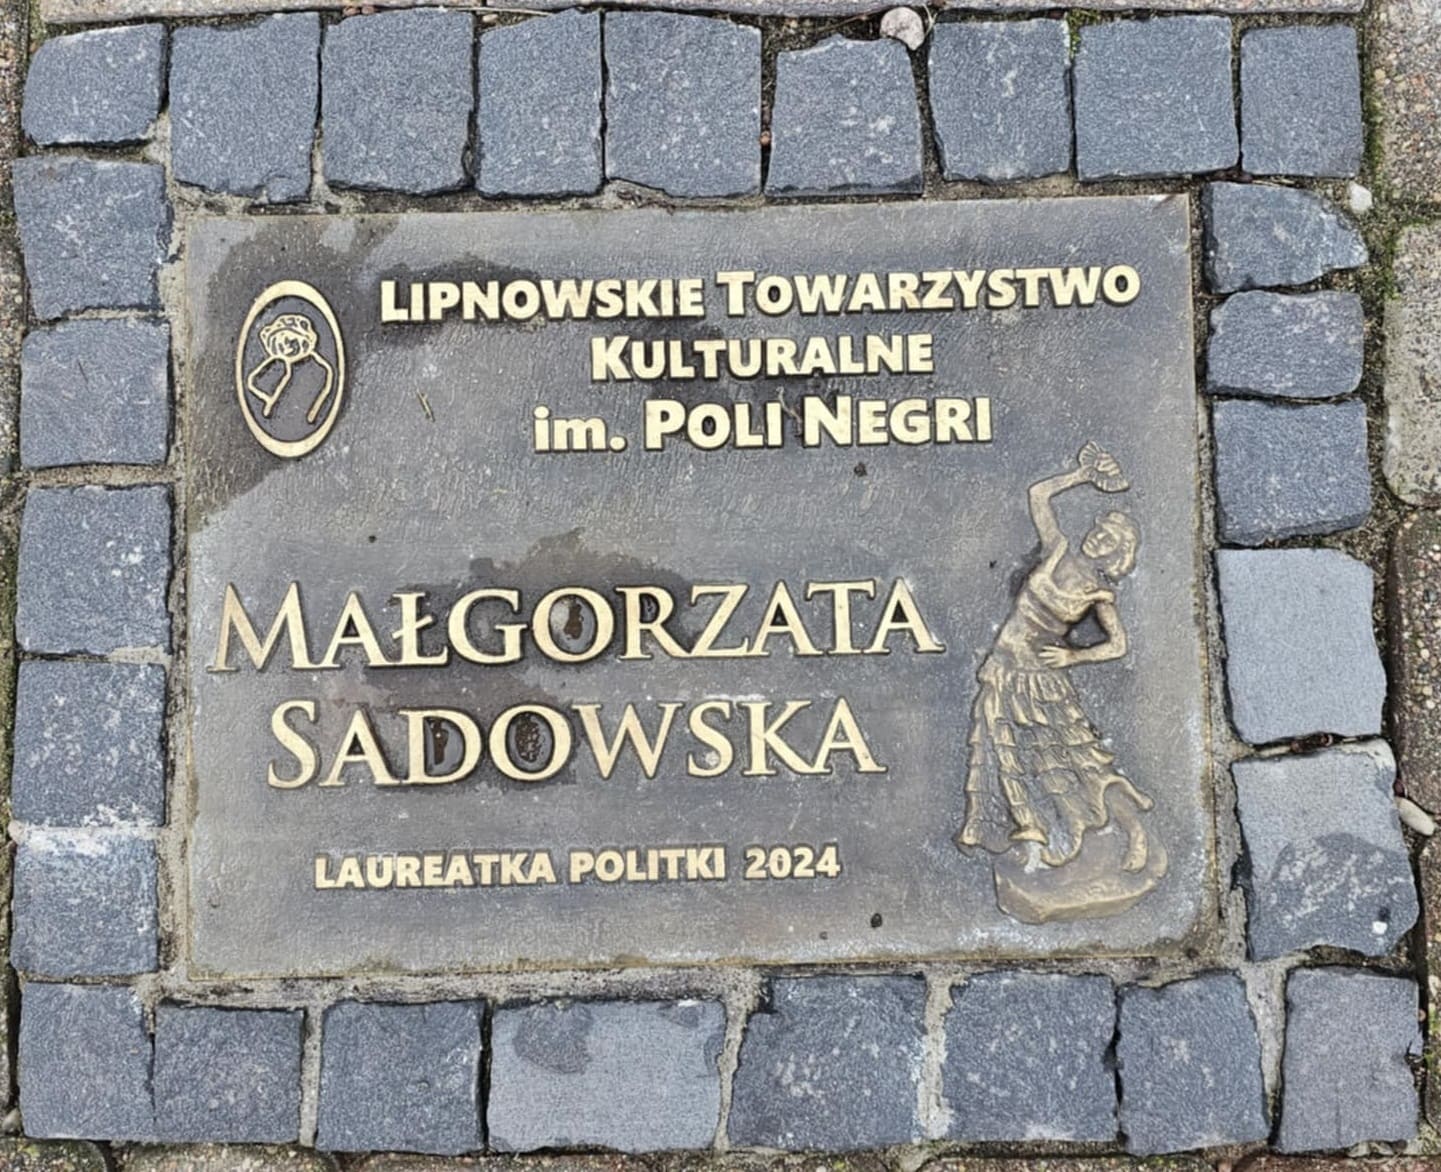 LIPNOWSKIE TOWARZYSTWO
KULTURALNE
im. POLI NEGRI
MAŁGORZATA
SADOWSKA
LAUREATKA POLITKI 2024